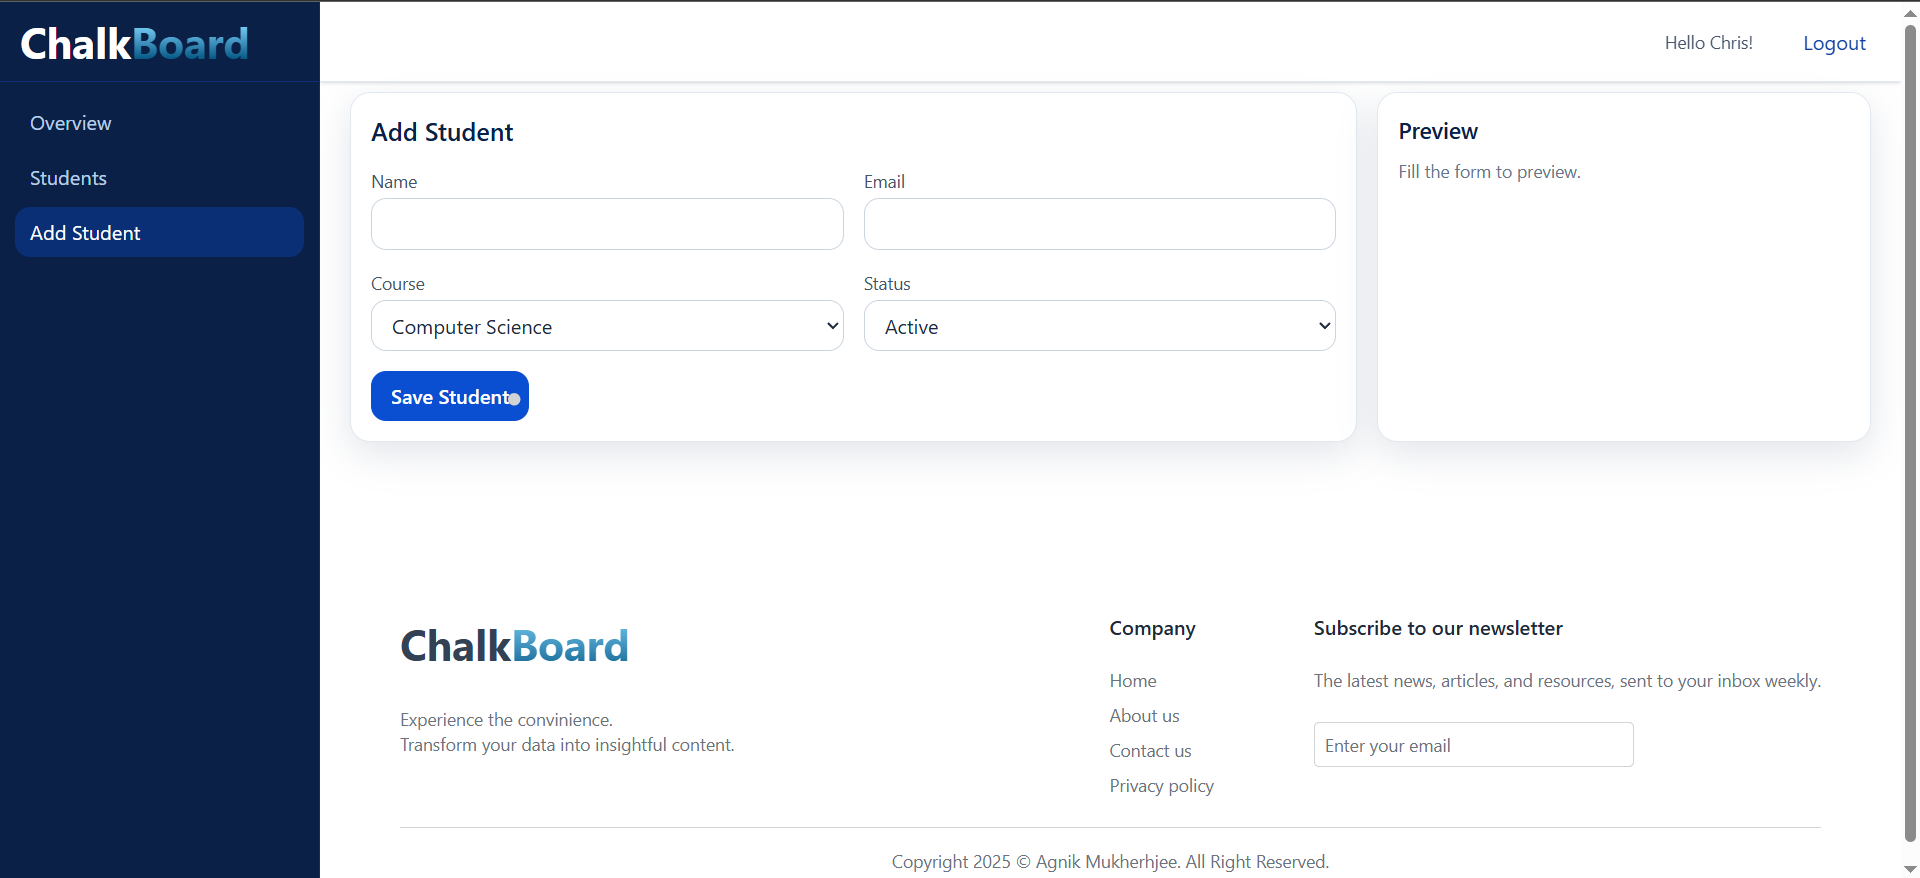 ChalkBoard
Hello Chris!
Logout
Overview
Students
Add Student
Add Student
Name
Email
Course
Status
Computer Science
Active
Save Student
Preview
Fill the form to preview.
ChalkBoard
Experience the convinience.
Transform your data into insightful content.
Company
Home
About us
Contact us
Privacy policy
Subscribe to our newsletter
The latest news, articles, and resources, sent to your inbox weekly.
Enter your email
Copyright 2025 © Agnik Mukherhjee. All Right Reserved.